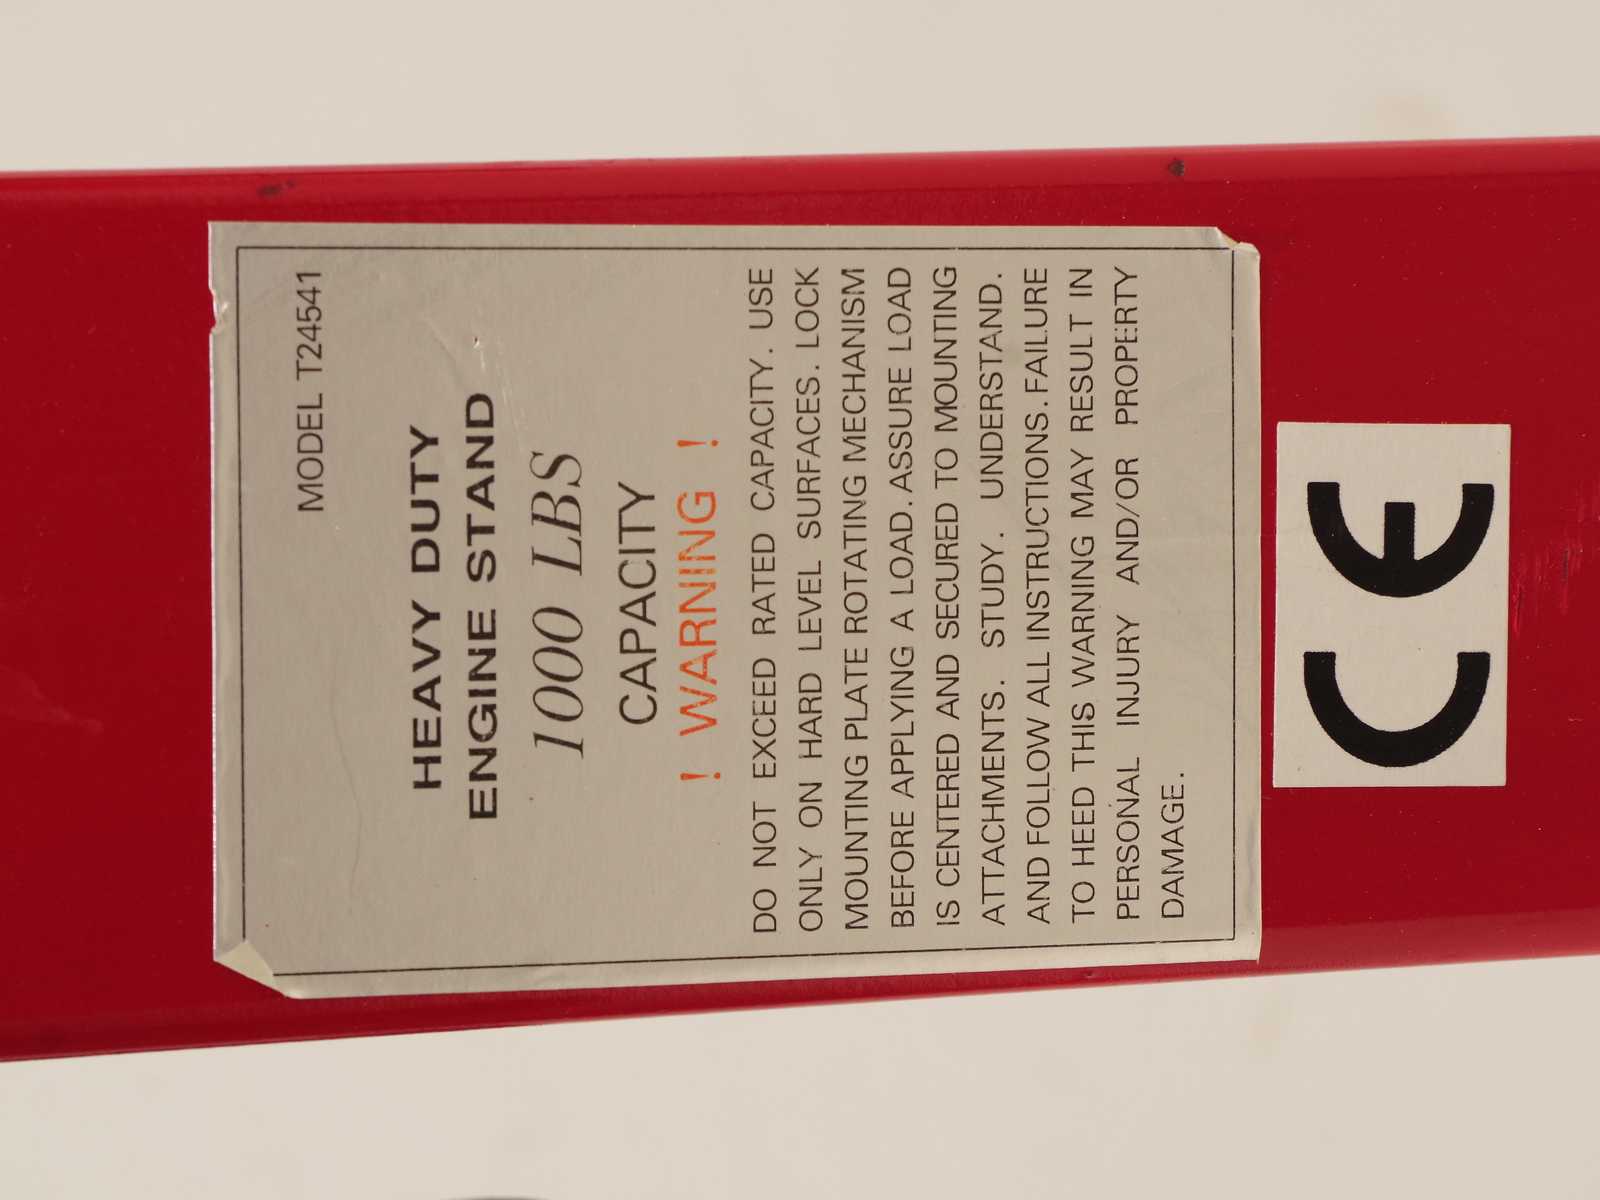 MODEL T24541
HEAVY DUTY
ENGINE STAND
1000 LBS
CAPACITY
! WARNING !
DO NOT EXCEED RATED CAPACITY. USE
ONLY ON HARD LEVEL SURFACES. LOCK
MOUNTING PLATE ROTATING MECHANISM
BEFORE APPLYING A LOAD. ASSURE LOAD
IS CENTERED AND SECURED TO MOUNTING
ATTACHMENTS. STUDY. UNDERSTAND.
AND FOLLOW ALL INSTRUCTIONS. FAILURE
TO HEED THIS WARNING MAY RESULT IN
PERSONAL INJURY AND/OR PROPERTY
DAMAGE.
CE